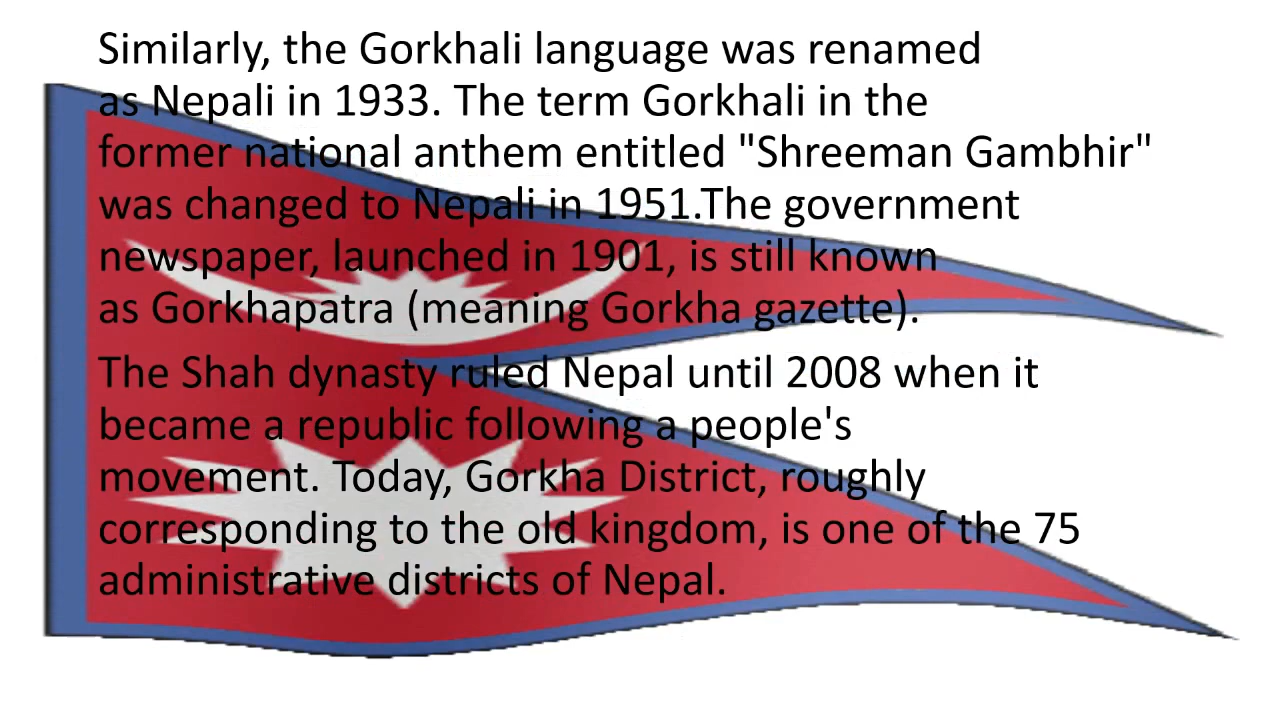 Similarly, the Gorkhali language was renamed
as Nepali in 1933. The term Gorkhali in the
former national anthem entitled "Shreeman Gambhir"
was changed to Nepali in 1951.The government
newspaper, launched in 1901, is still known
as Gorkhapatra (meaning Gorkha gazette).
The Shah dynasty ruled Nepal until 2008 when it
became a republic following a people's
movement. Today, Gorkha District, roughly
corresponding to the old kingdom, is one of the 75
administrative districts of Nepal.